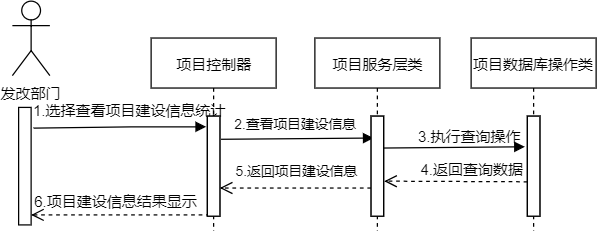 项目控制器
项目服务层类
项目数据库操作类
发改部门
1.选择查看项目建设信息统计
2.查看项目建设信息
3.执行查询操作
4.返回查询数据
5.返回项目建设信息
6.项目建设信息结果显示